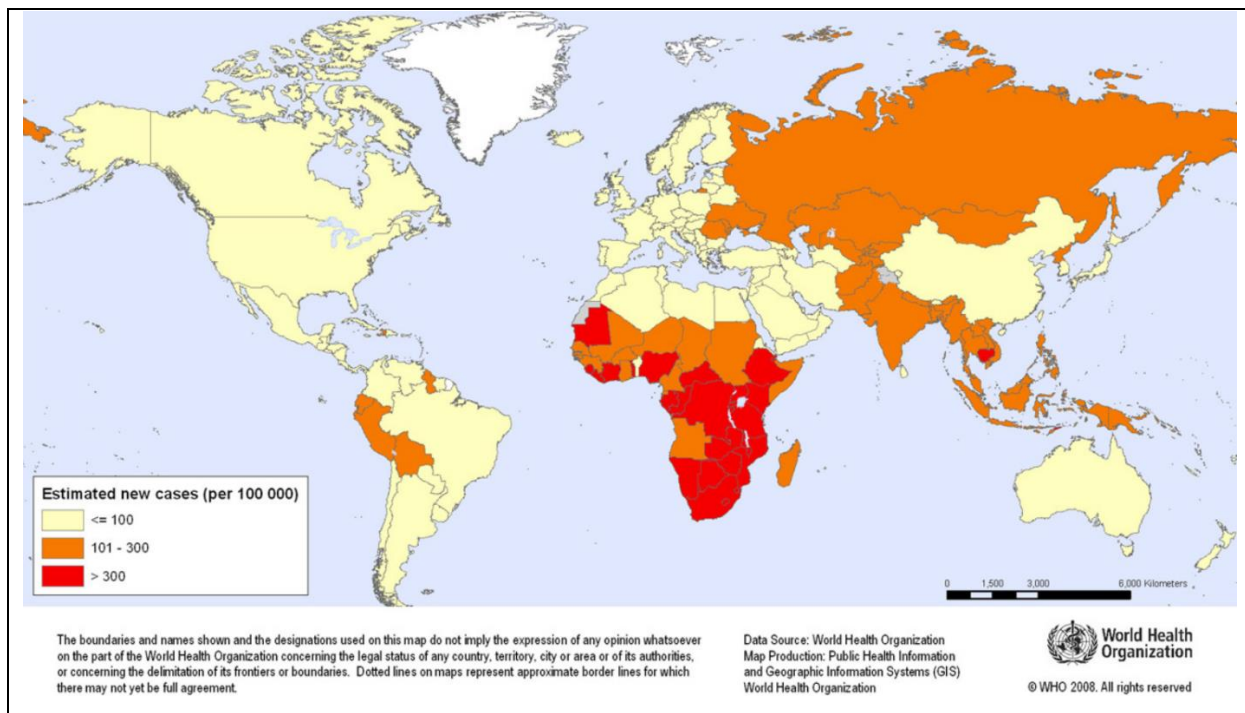 Estimated new cases (per 100 000)
<= 100
101 - 300
> 300
0 1,500 3,000 6,000 Kilometers
The boundaries and names shown and the designations used on this map do not imply the expression of any opinion whatsoever
on the part of the World Health Organization concerning the legal status of any country, territory, city or area or of its authorities,
or concerning the delimitation of its frontiers or boundaries. Dotted lines on maps represent approximate border lines for which
there may not yet be full agreement.
Data Source: World Health Organization
Map Production: Public Health Information
and Geographic Information Systems (GIS)
World Health Organization
World Health
Organization
© WHO 2008. All rights reserved